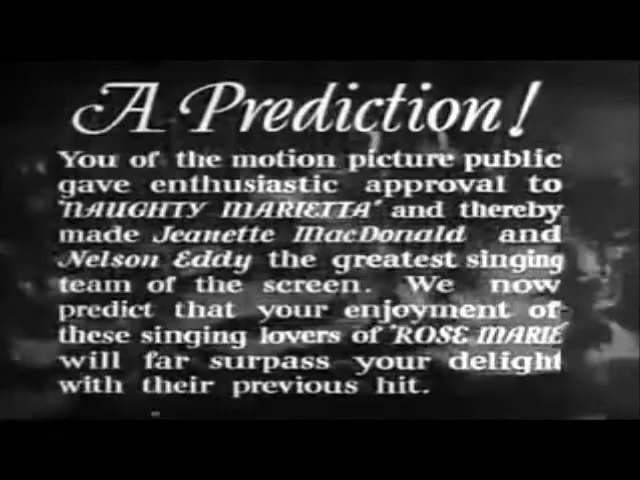 A Prediction!
You of the motion picture public
gave enthusiastic approval to
"NAUGHTY MARIETTA" and thereby
made Jeanette MacDonald and
Nelson Eddy the greatest singing
team of the screen. We now
predict that your enjoyment of
these singing lovers of "ROSE MARIE
will far surpass your delight
with their previous hit.